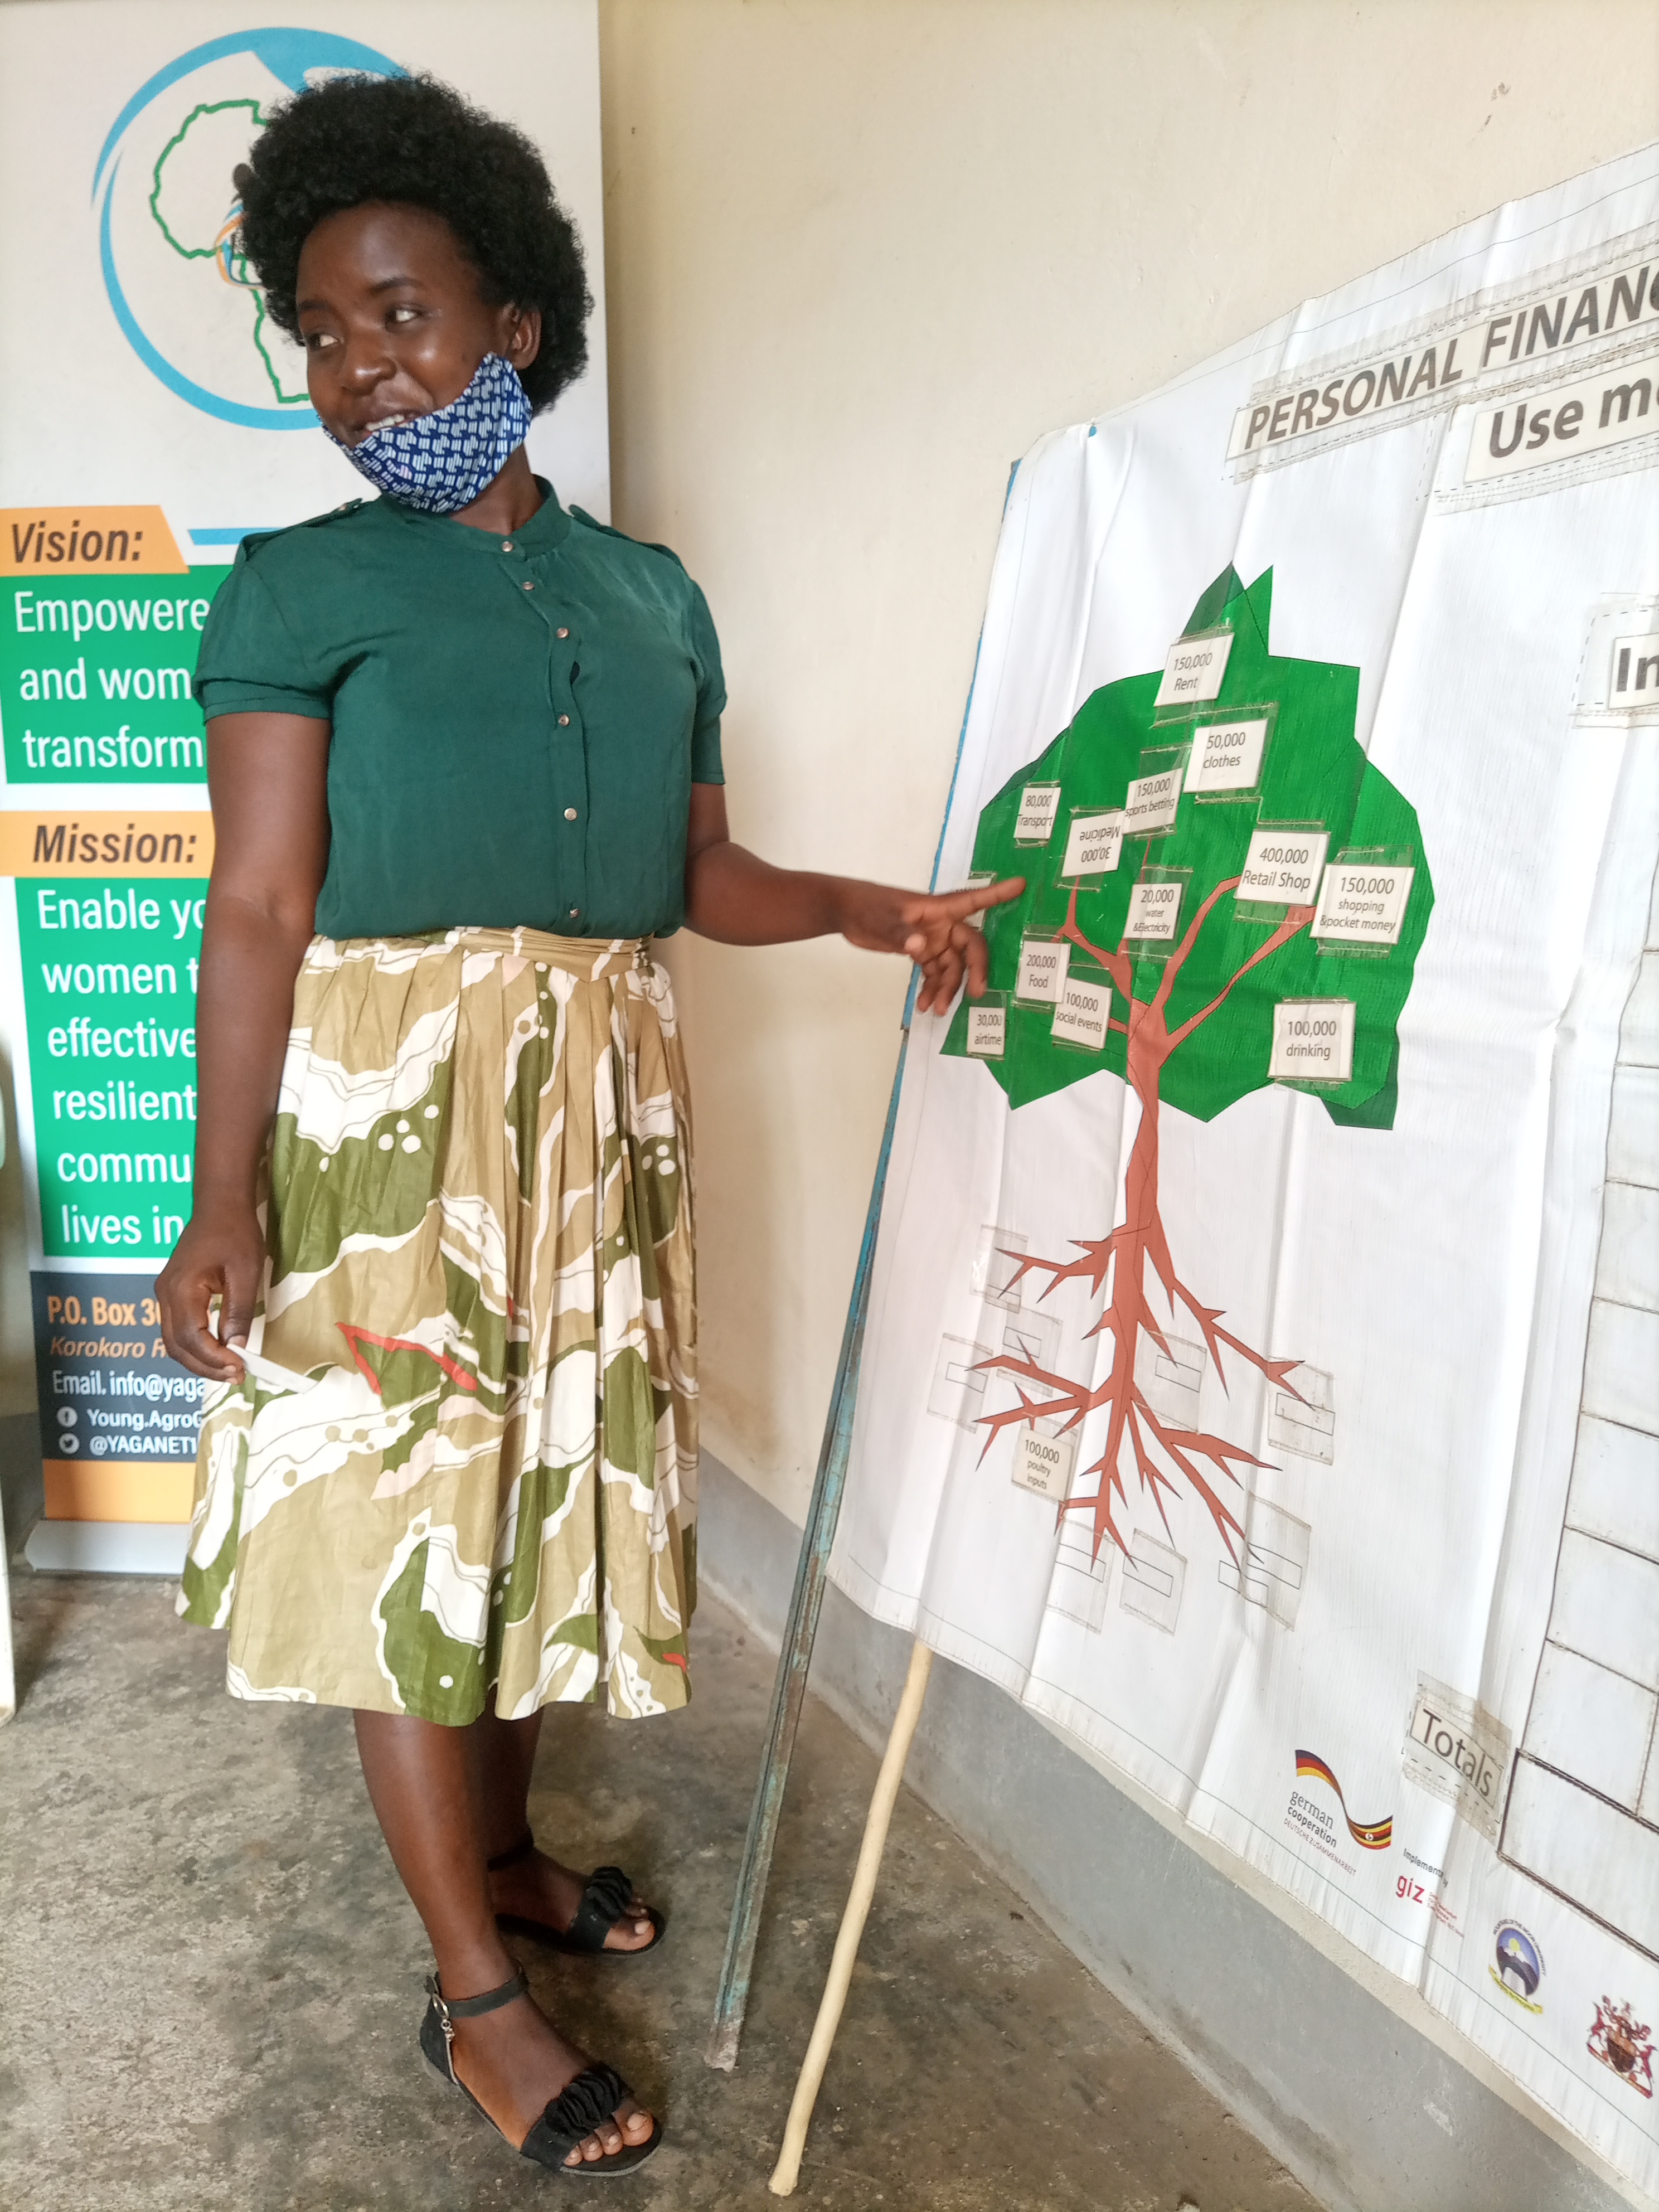 Vision:
Empowere
and wom
transform
Mission:
Enable yo
women t
effective
resilient
commu
lives in
P.O. Box 30
Korokoro R
Email. info@yaga
Young.AgroG
@YAGANET1
PERSONAL FINANC
Use m
In
150,000
Rent
50,000
clothes
150,000
sports betting
80,000
Transport
30,000
Medicine
400,000
Retail Shop
150,000
shopping
&pocket money
20,000
water
&Electricity
200,000
Food
100,000
social events
30,000
airtime
100,000
drinking
100,000
poultry
inputs
Totals
german
cooperation
DEUTSCHE ZUSAMMENARBEIT
Implemented by
giz